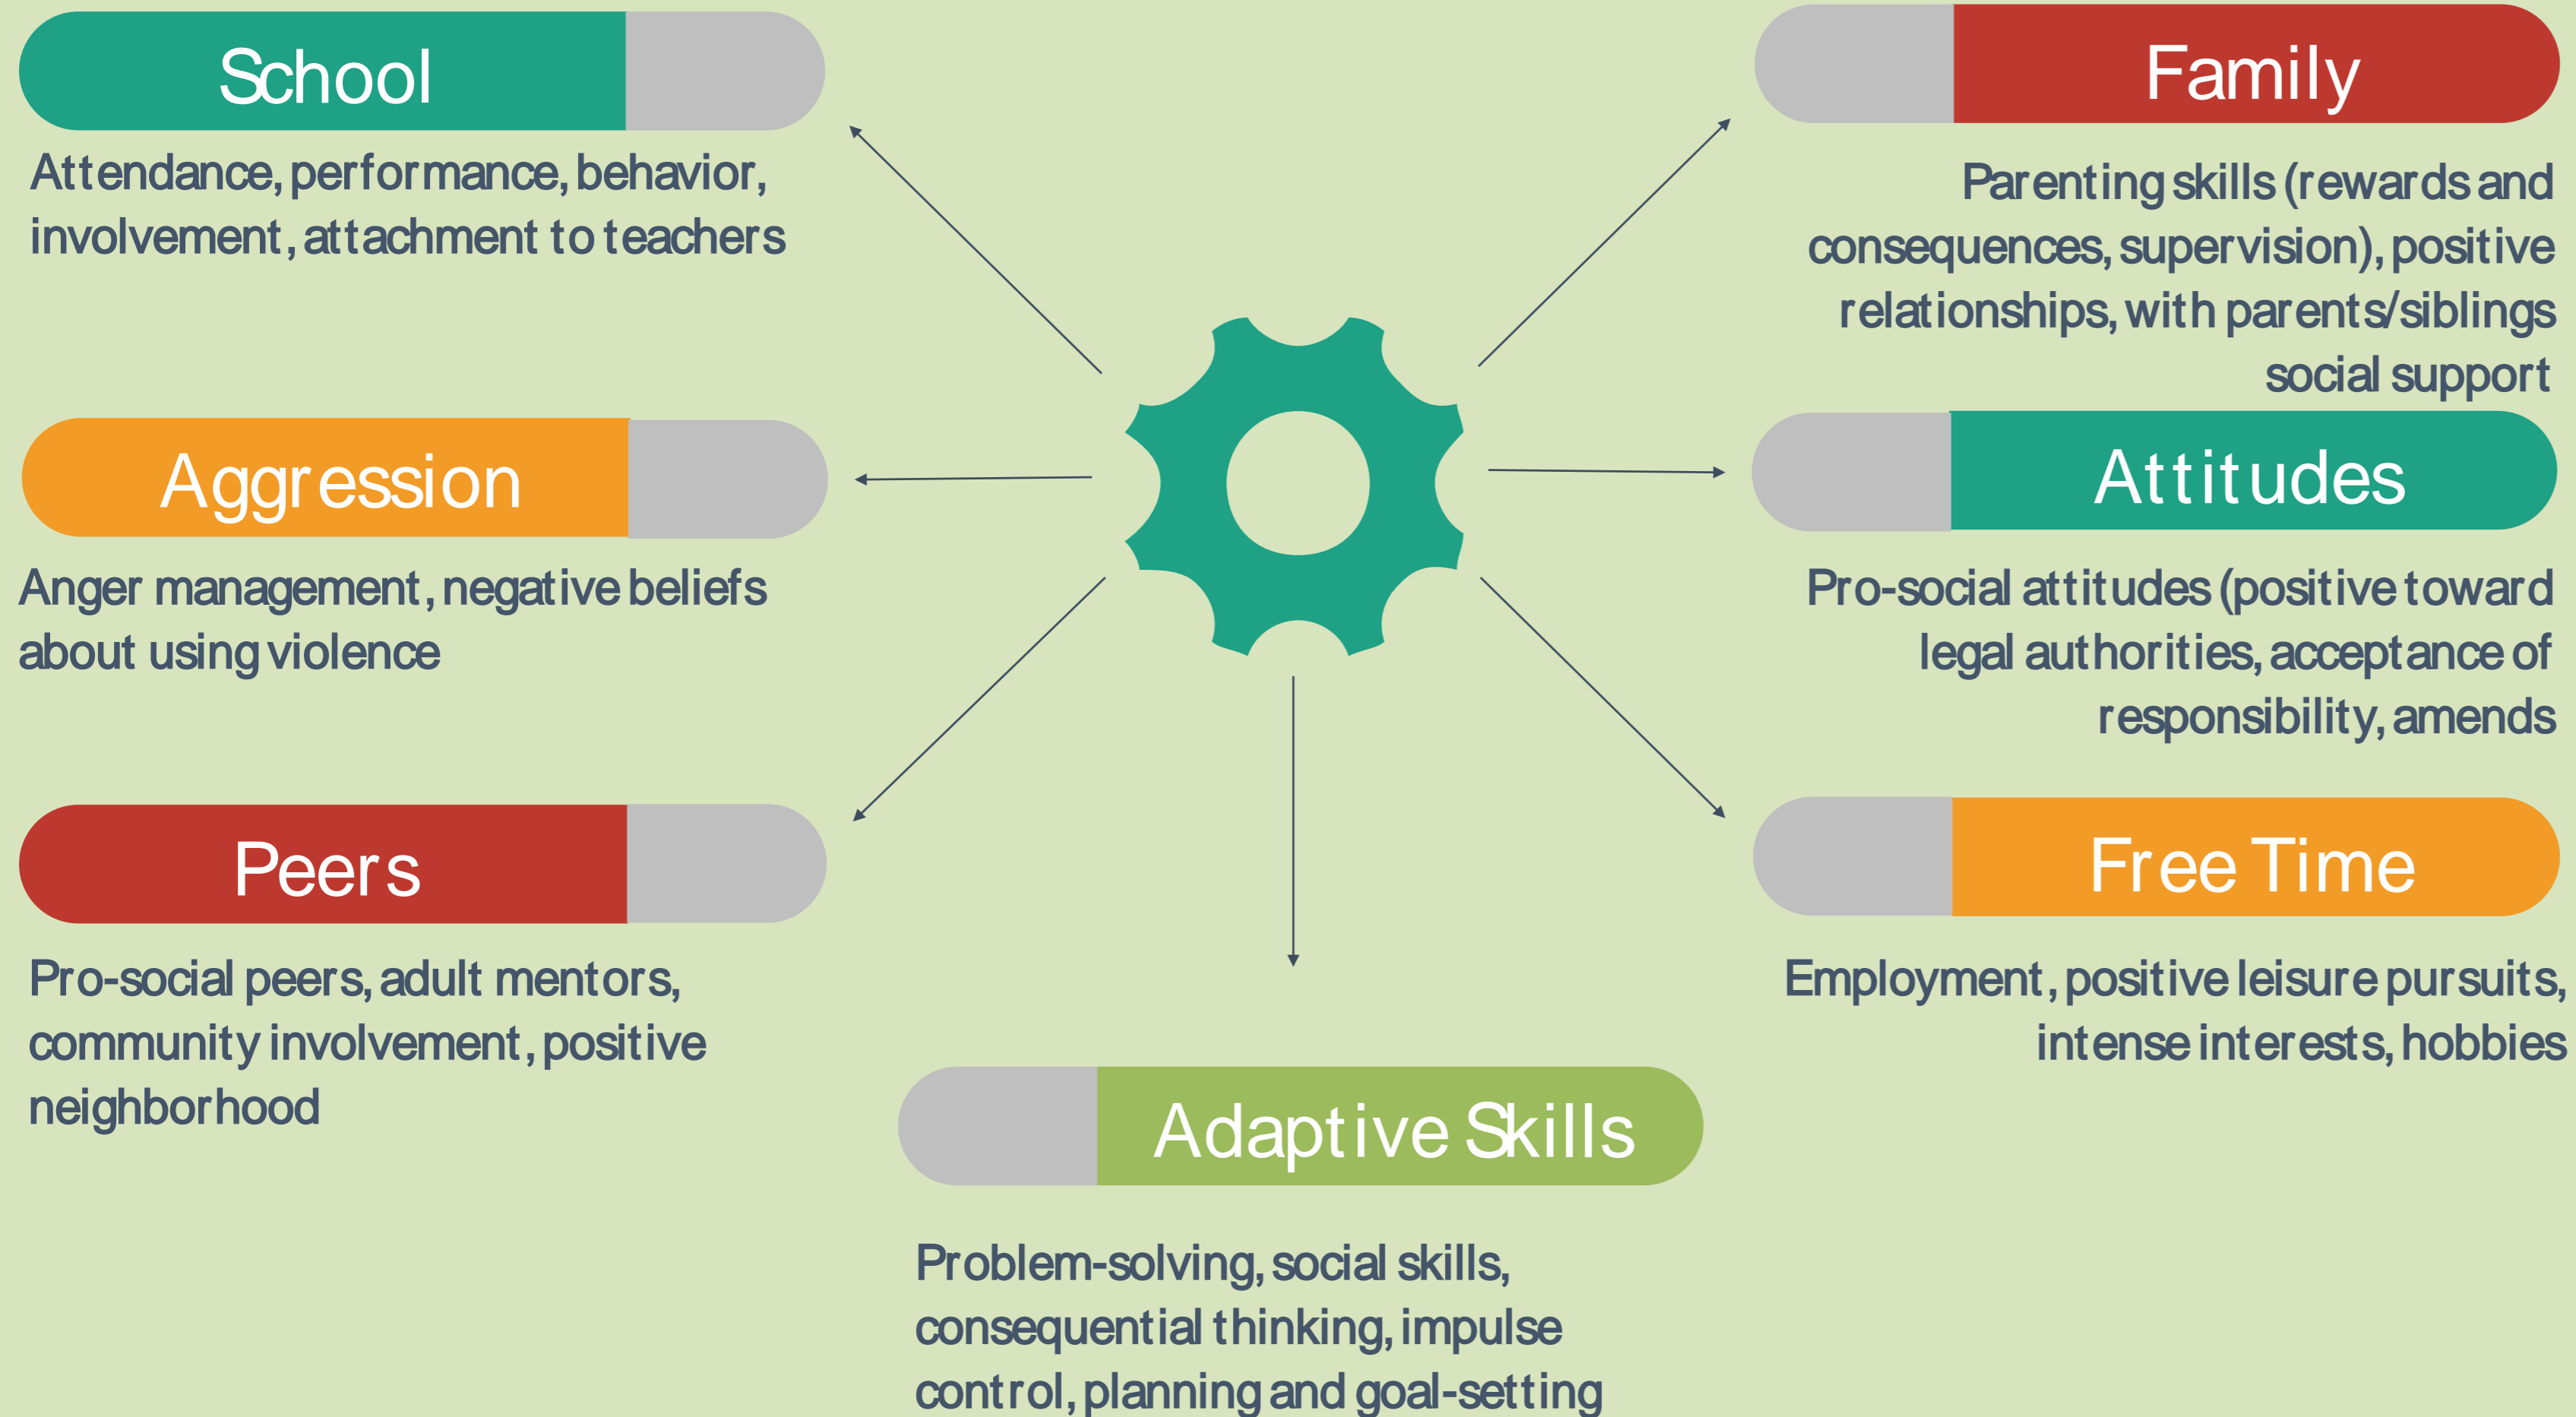 School
Attendance, performance, behavior,
involvement, attachment to teachers
Aggression
Anger management, negative beliefs
about using violence
Peers
Pro-social peers, adult mentors,
community involvement, positive
neighborhood
Adaptive Skills
Problem-solving, social skills,
consequential thinking, impulse
control, planning and goal-setting
Family
Parenting skills (rewards and
consequences, supervision), positive
relationships, with parents/siblings
social support
Attitudes
Pro-social attitudes (positive toward
legal authorities, acceptance of
responsibility, amends
Free Time
Employment, positive leisure pursuits,
intense interests, hobbies